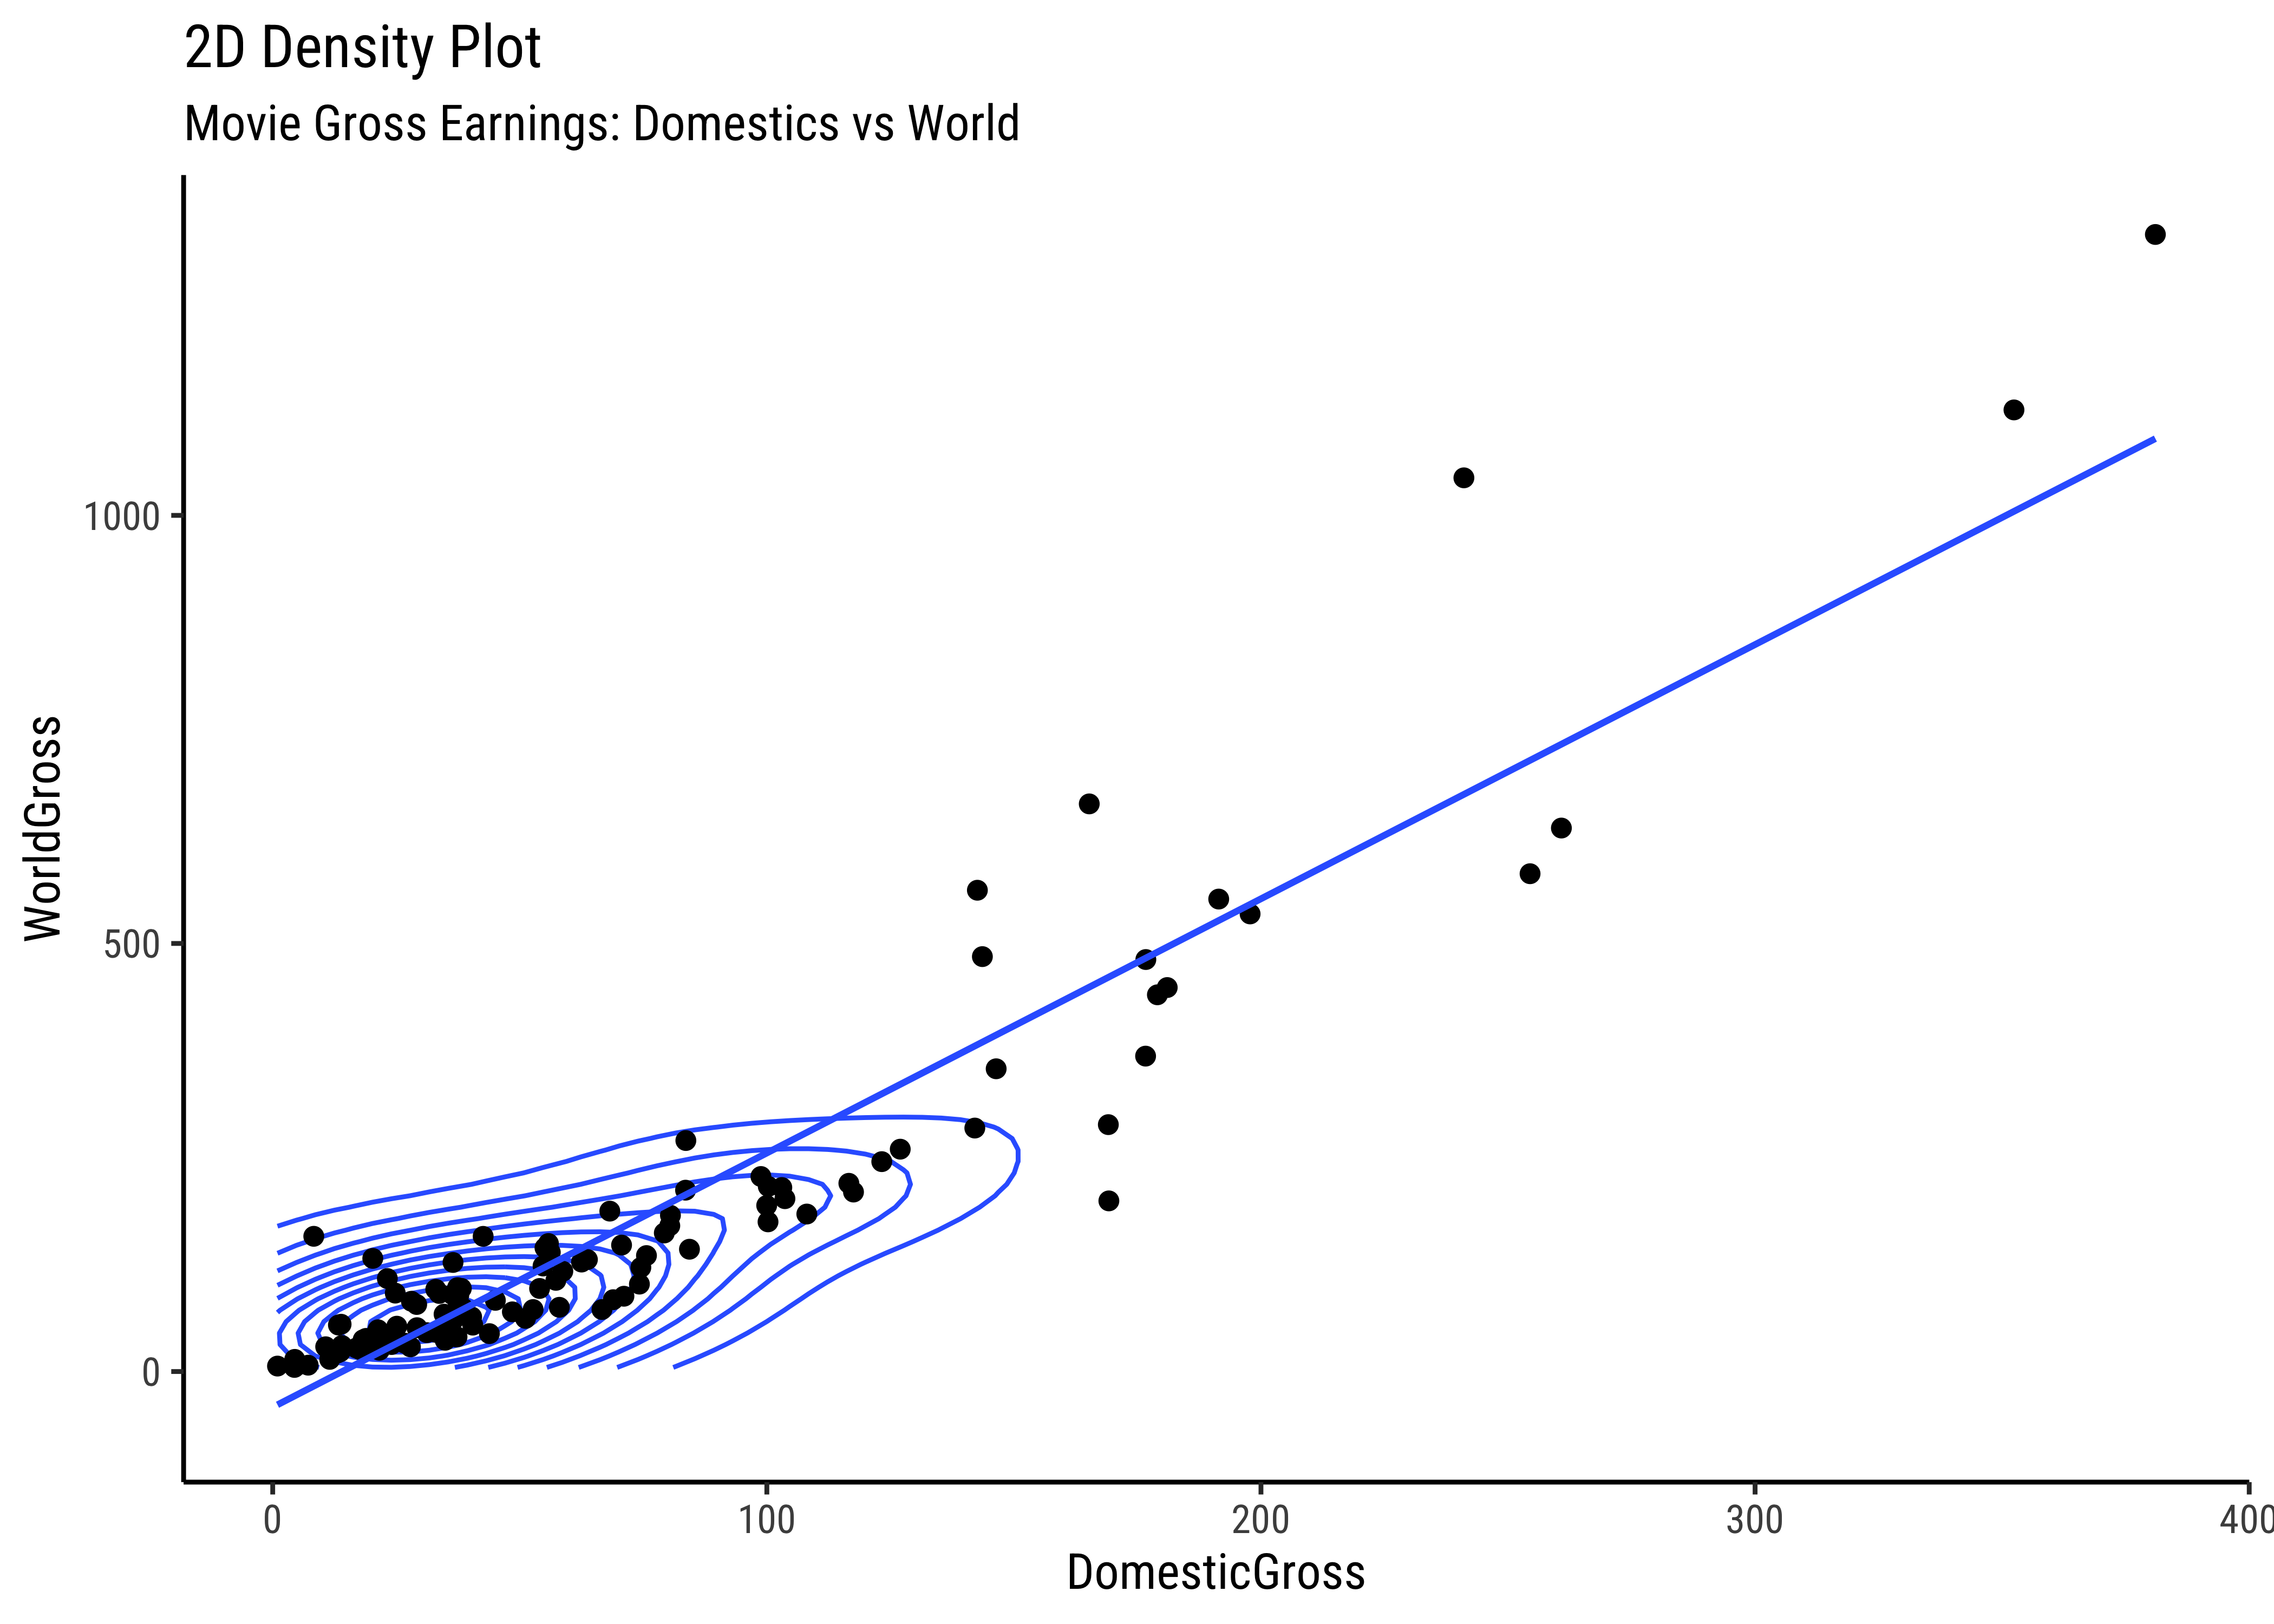 2D Density Plot
Movie Gross Earnings: Domestics vs World
WorldGross
1000
500
0
0
100
200
300
400
DomesticGross